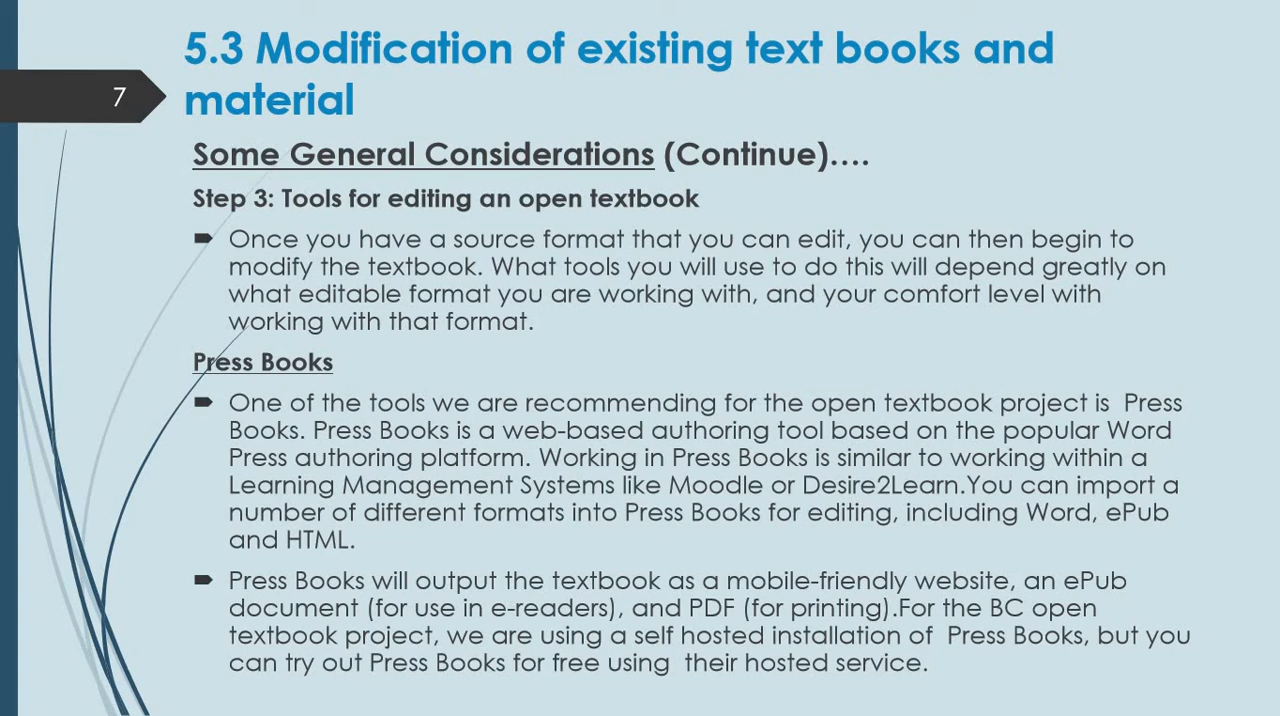 5.3 Modification of existing text books and
material
7
Some General Considerations (Continue)....
Step 3: Tools for editing an open textbook
Once you have a source format that you can edit, you can then begin to
modify the textbook. What tools you will use to do this will depend greatly on
what editable format you are working with, and your comfort level with
working with that format.
Press Books
One of the tools we are recommending for the open textbook project is  Press
Books. Press Books is a web-based authoring tool based on the popular Word
Press authoring platform. Working in Press Books is similar to working within a
Learning Management Systems like Moodle or Desire2Learn.You can import a
number of different formats into Press Books for editing, including Word, ePub
and HTML.
Press Books will output the textbook as a mobile-friendly website, an ePub
document (for use in e-readers), and PDF (for printing).For the BC open
textbook project, we are using a self hosted installation of  Press Books, but you
can try out Press Books for free using  their hosted service.